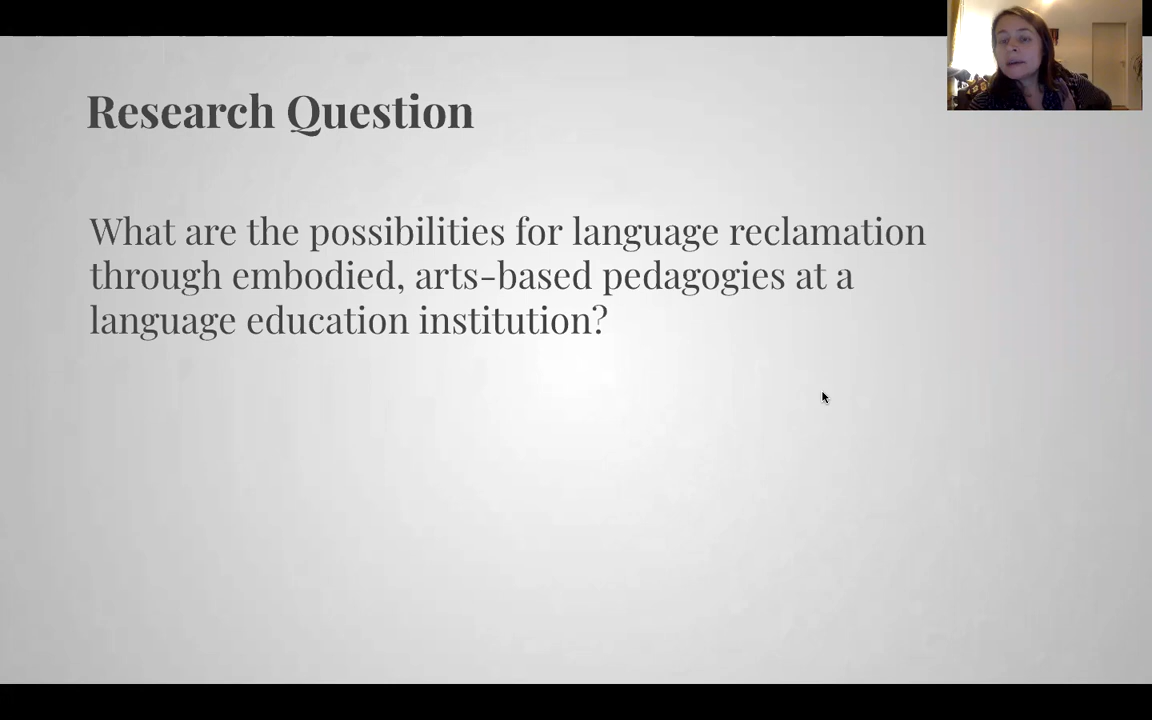 Research Question
What are the possibilities for language reclamation
through embodied, arts-based pedagogies at a
language education institution?